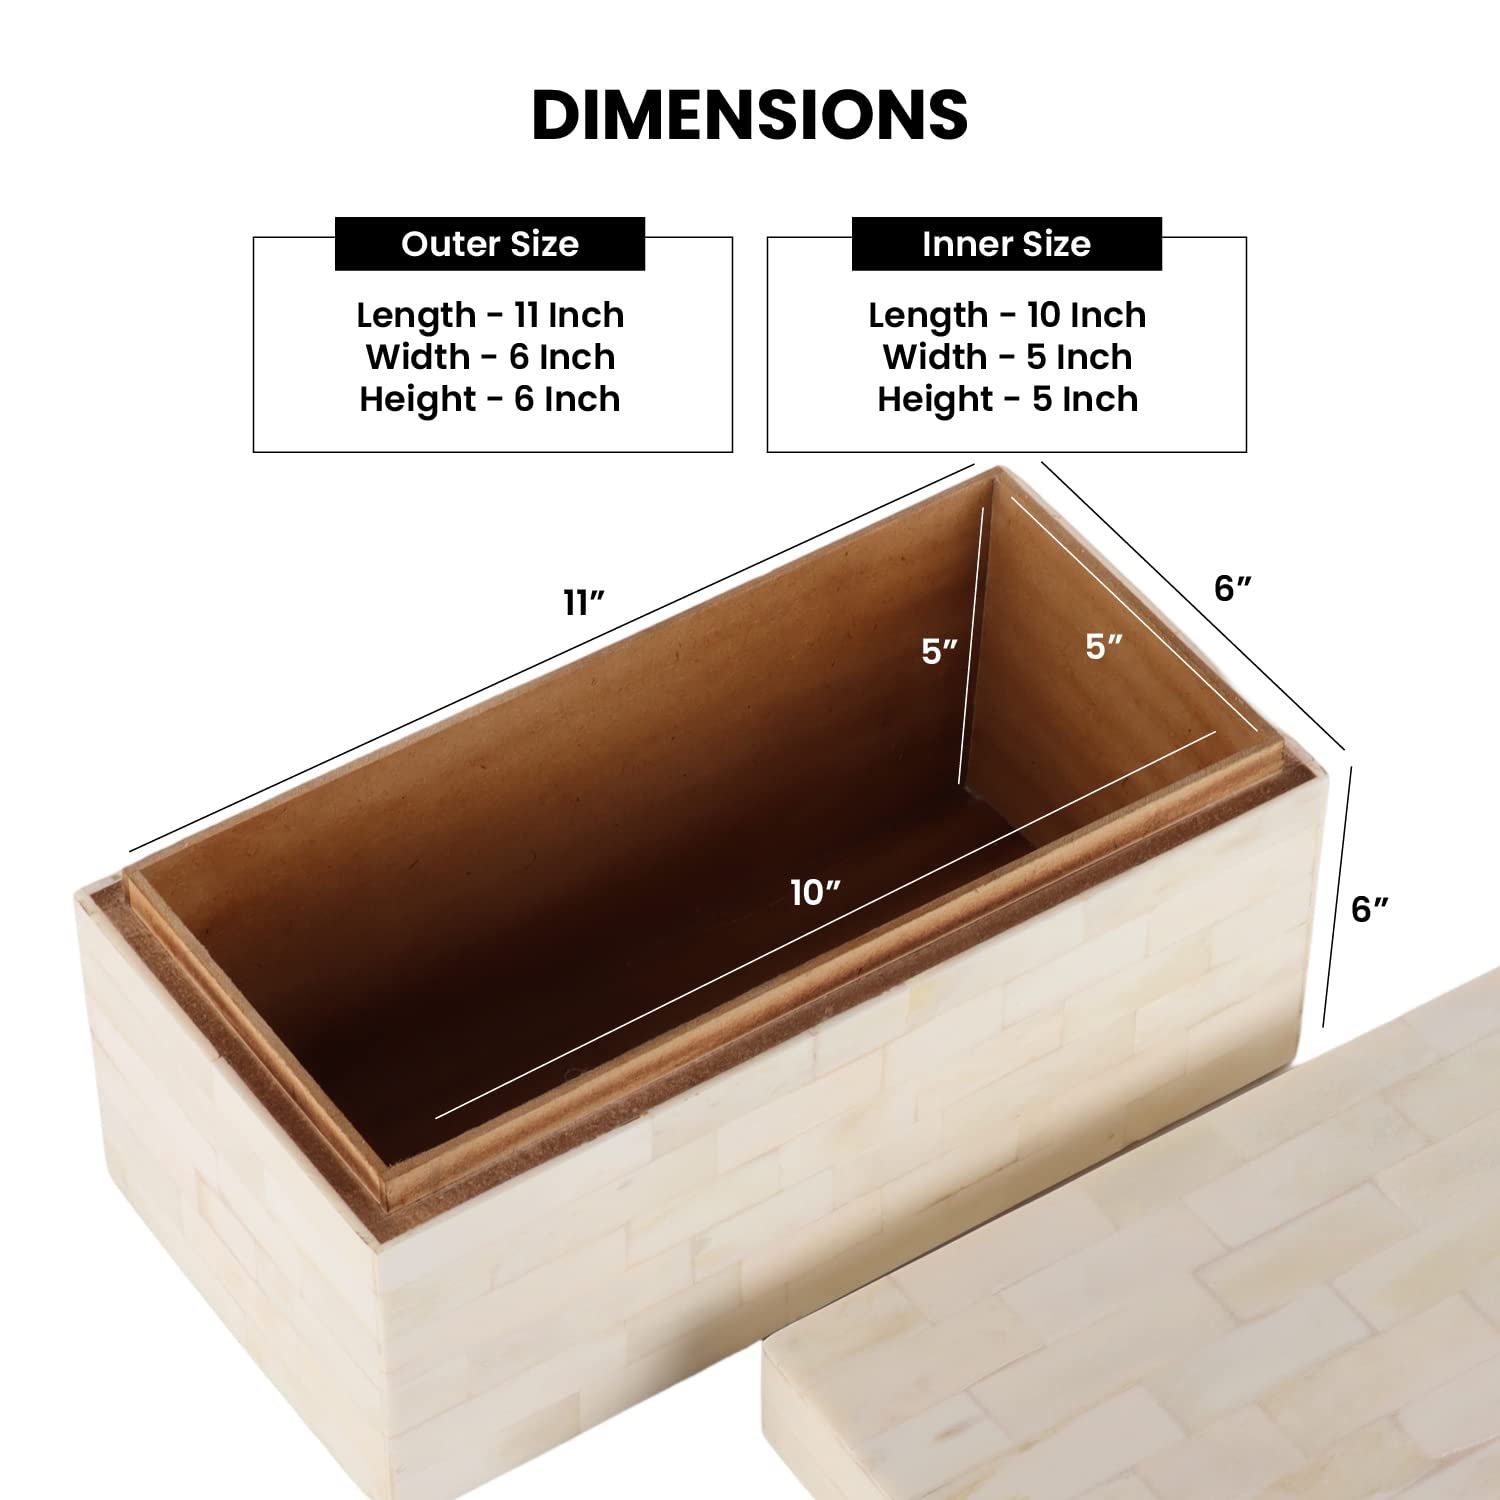 DIMENSIONS
Outer Size
Length - 11 Inch
Width - 6 Inch
Height - 6 Inch
Inner Size
Length - 10 Inch
Width - 5 Inch
Height - 5 Inch
11”
6”
5”
5”
10”
6”